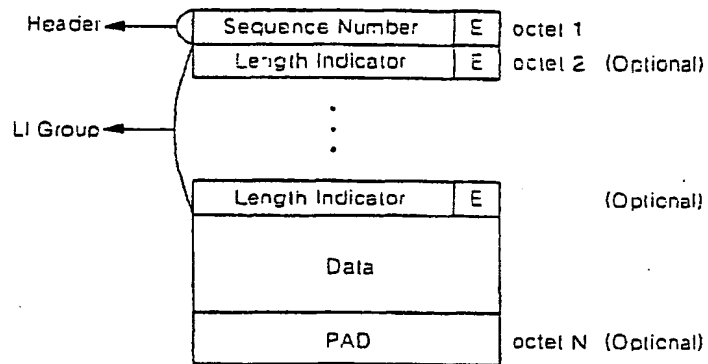 Header Sequence Number E octet 1
Length Indicator E octet 2 (Optional)
LI Group
Length Indicator E (Optional)
Data
PAD octet N (Optional)